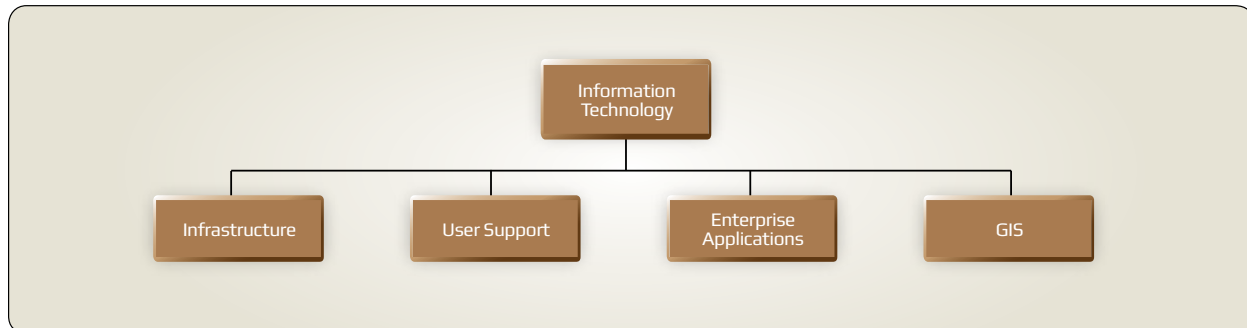 Information
Technology
Infrastructure
User Support
Enterprise
Applications
GIS